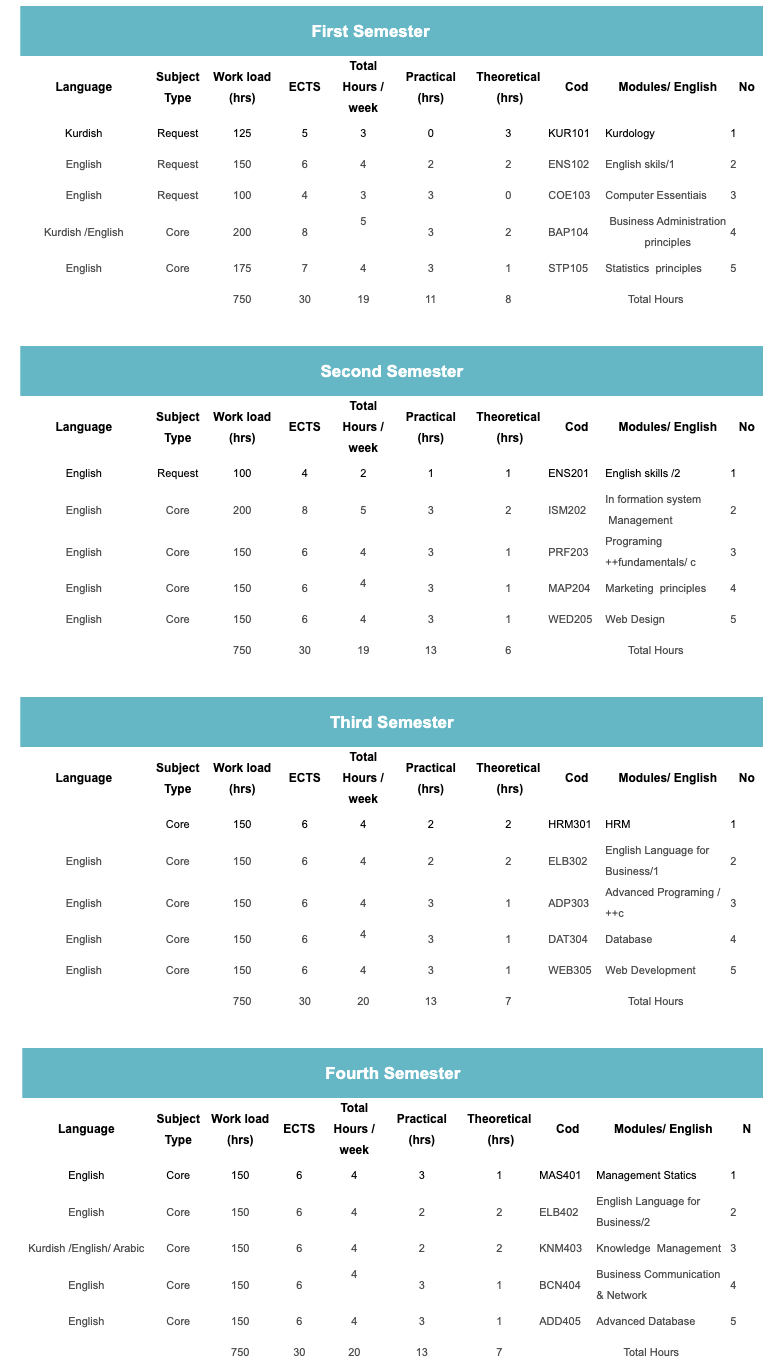 First Semester
Language Subject Type Work load (hrs) ECTS Total Hours / week Practical (hrs) Theoretical (hrs) Cod Modules/ English No
Kurdish Request 125 5 3 0 3 KUR101 Kurdology 1
English Request 150 6 4 2 2 ENS102 English skils/1 2
English Request 100 4 3 3 0 COE103 Computer Essentiais 3
Kurdish /English Core 200 8 5 3 2 BAP104 Business Administration principles 4
English Core 175 7 4 3 1 STP105 Statistics principles 5
750 30 19 11 8 Total Hours
Second Semester
Language Subject Type Work load (hrs) ECTS Total Hours / week Practical (hrs) Theoretical (hrs) Cod Modules/ English No
English Request 100 4 2 1 1 ENS201 English skills /2 1
English Core 200 8 5 3 2 ISM202 In formation system Management 2
English Core 150 6 4 3 1 PRF203 Programing ++fundamentals/ c 3
English Core 150 6 4 3 1 MAP204 Marketing principles 4
English Core 150 6 4 3 1 WED205 Web Design 5
750 30 19 13 6 Total Hours
Third Semester
Language Subject Type Work load (hrs) ECTS Total Hours / week Practical (hrs) Theoretical (hrs) Cod Modules/ English No
Core 150 6 4 2 2 HRM301 HRM 1
English Core 150 6 4 2 2 ELB302 English Language for Business/1 2
English Core 150 6 4 3 1 ADP303 Advanced Programing / ++c 3
English Core 150 6 4 3 1 DAT304 Database 4
English Core 150 6 4 3 1 WEB305 Web Development 5
750 30 20 13 7 Total Hours
Fourth Semester
Language Subject Type Work load (hrs) ECTS Total Hours / week Practical (hrs) Theoretical (hrs) Cod Modules/ English N
English Core 150 6 4 3 1 MAS401 Management Statics 1
English Core 150 6 4 2 2 ELB402 English Language for Business/2 2
Kurdish /English/ Arabic Core 150 6 4 2 2 KNM403 Knowledge Management 3
English Core 150 6 4 3 1 BCN404 Business Communication & Network 4
English Core 150 6 4 3 1 ADD405 Advanced Database 5
750 30 20 13 7 Total Hours